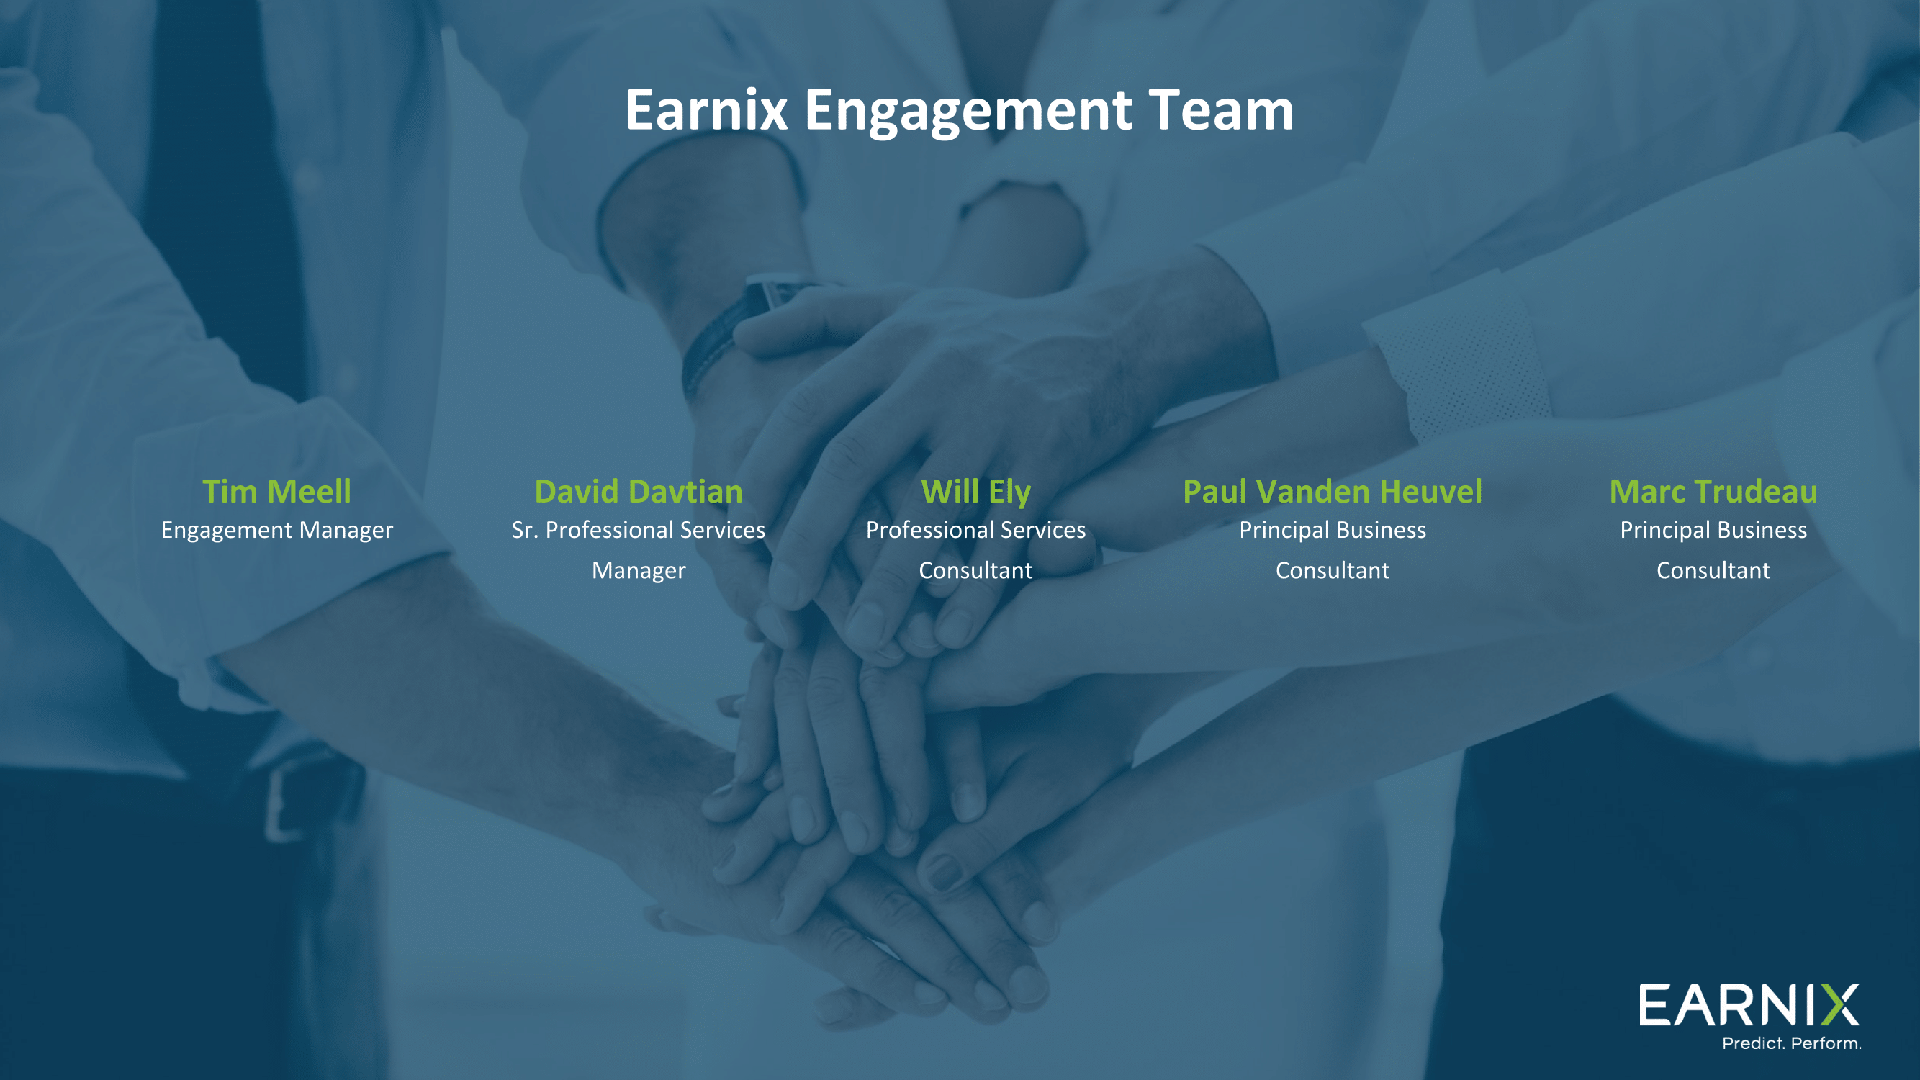 Earnix Engagement Team
Tim Meell
Engagement Manager
David Davtian
Sr. Professional Services
Manager
Will Ely
Professional Services
Consultant
Paul Vanden Heuvel
Principal Business
Consultant
Marc Trudeau
Principal Business
Consultant
EARNIX
Predict. Perform.